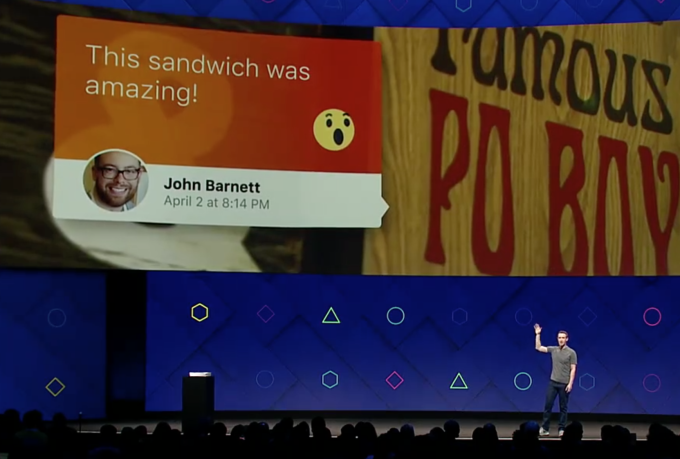 This sandwich was
amazing!
John Barnett
April 2 at 8:14 PM
Famous
PO BOY